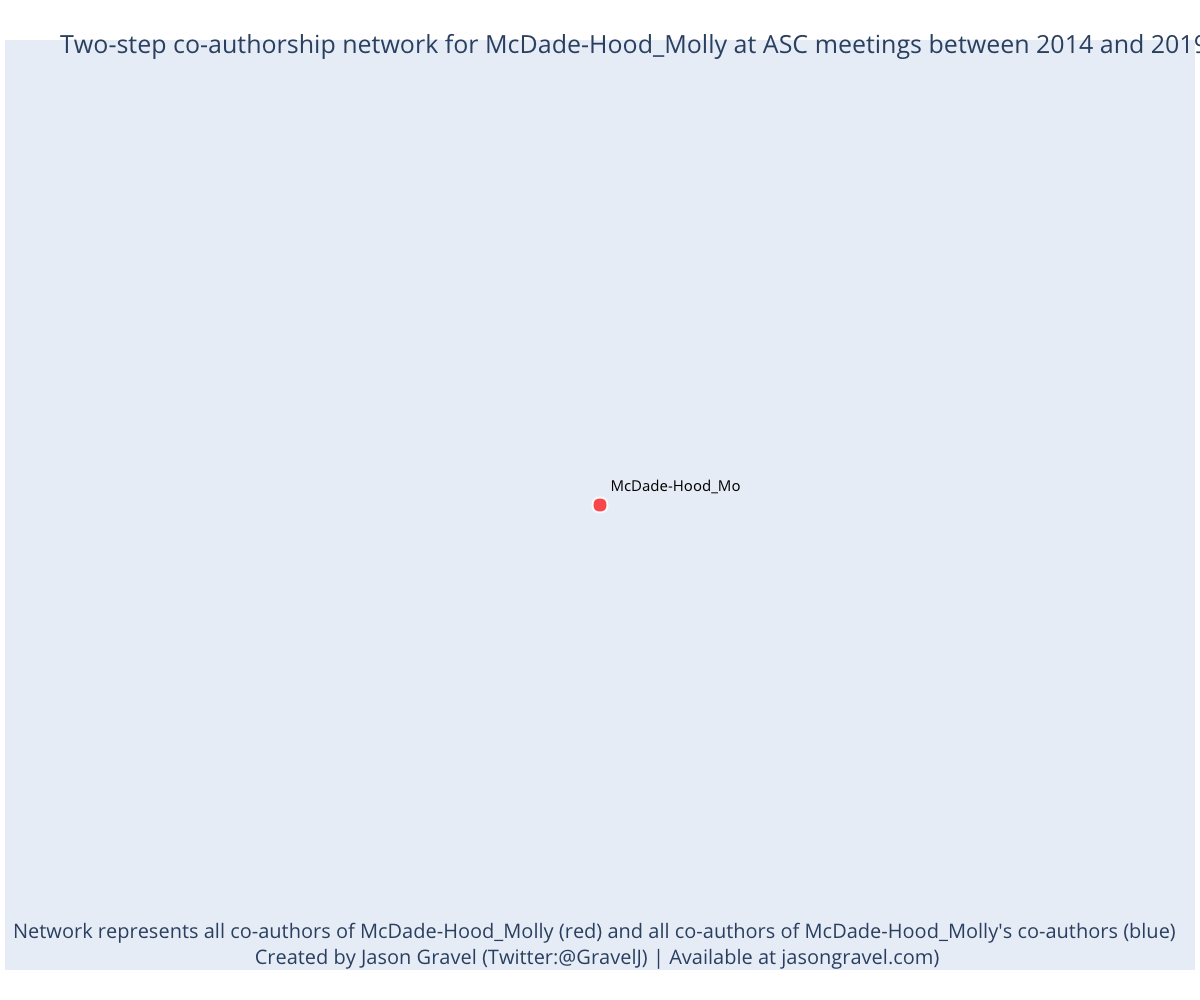 Two-step co-authorship network for McDade-Hood_Molly at ASC meetings between 2014 and 2019
McDade-Hood_Mo
Network represents all co-authors of McDade-Hood_Molly (red) and all co-authors of McDade-Hood_Molly's co-authors (blue)
Created by Jason Gravel (Twitter:@GravelJ) | Available at jasongravel.com)